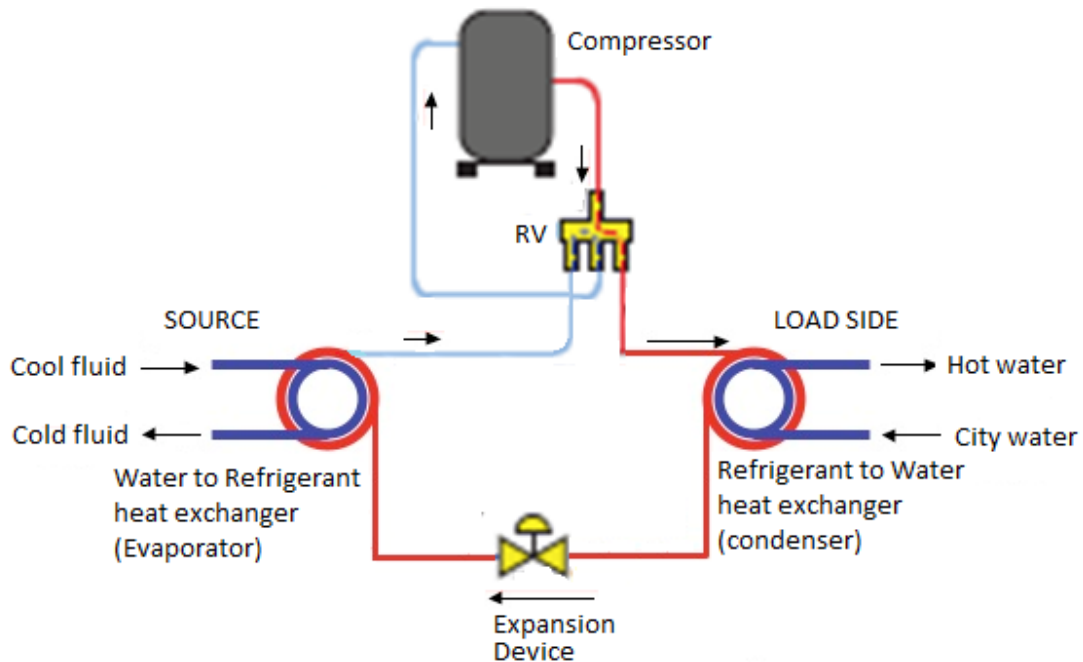 Compressor
RV
SOURCE
LOAD SIDE
Cool fluid
Hot water
Cold fluid
City water
Water to Refrigerant
heat exchanger
(Evaporator)
Refrigerant to Water
heat exchanger
(condenser)
Expansion
Device